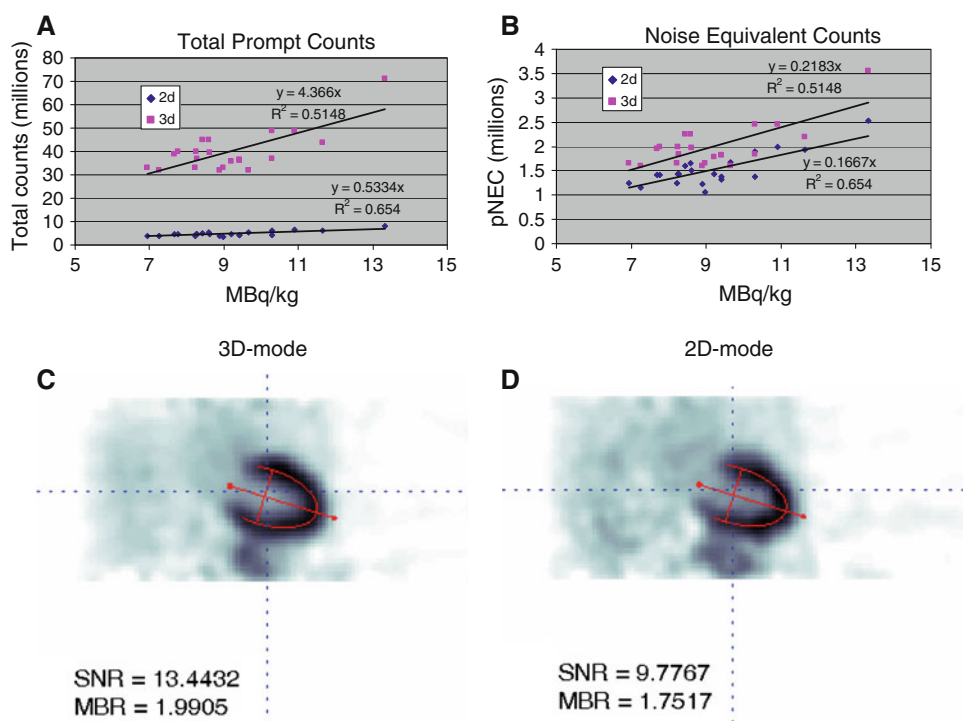 A
Total Prompt Counts
Total counts (millions)
80
70
60
50
40
30
20
10
0
2d
3d
y = 4.366x
R² = 0.5148
y = 0.5334x
R² = 0.654
5 7 9 11 13 15
MBq/kg
B
Noise Equivalent Counts
pNEC (millions)
4
3.5
3
2.5
2
1.5
1
0.5
0
2d
3d
y = 0.2183x
R² = 0.5148
y = 0.1667x
R² = 0.654
5 7 9 11 13 15
MBq/kg
3D-mode
C
SNR = 13.4432
MBR = 1.9905
2D-mode
D
SNR = 9.7767
MBR = 1.7517